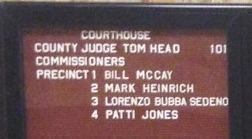 COURTHOUSE
COUNTY JUDGE TOM HEAD 101
COMMISSIONERS
PRECINCT 1 BILL MCCAY
2 MARK HEINRICH
3 LORENZO BUBBA SEDENO
4 PATTI JONES